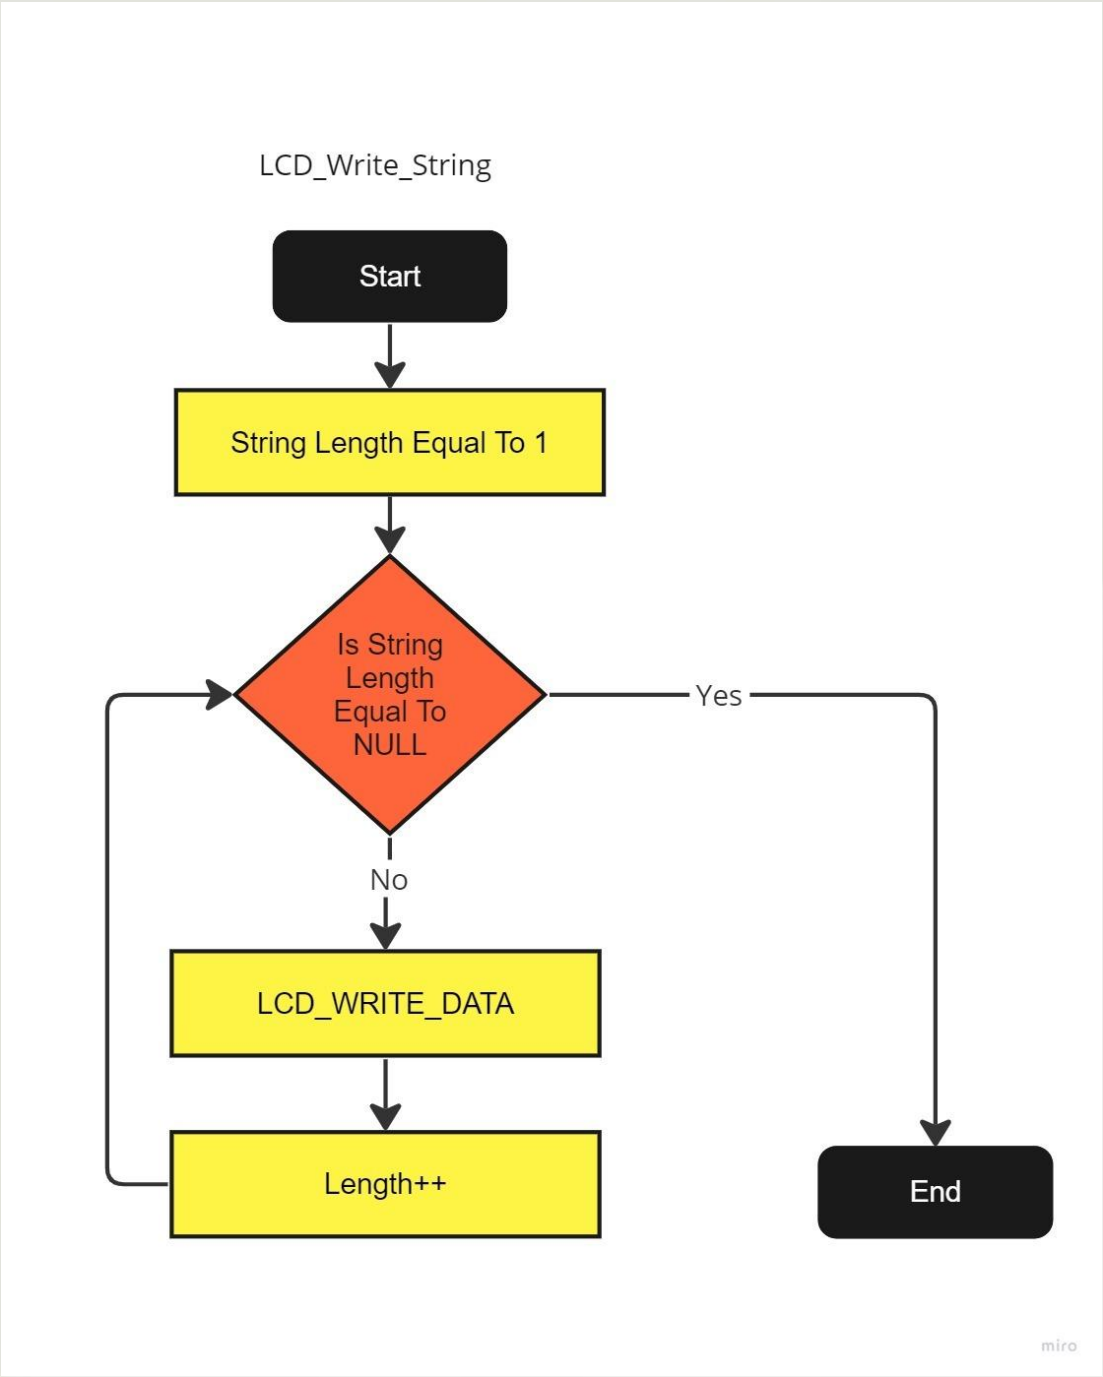 LCD_Write_String
Start
String Length Equal To 1
Is String
Length
Equal To
NULL
Yes
No
LCD_WRITE_DATA
Length++
End
miro